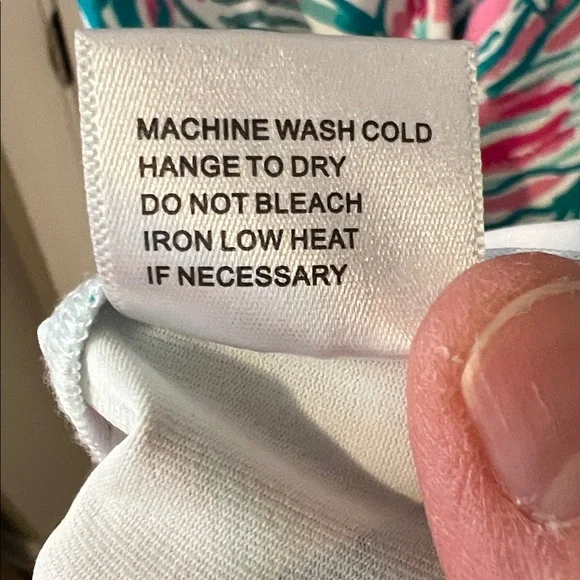 MACHINE WASH COLD
HANGE TO DRY
DO NOT BLEACH
IRON LOW HEAT
IF NECESSARY